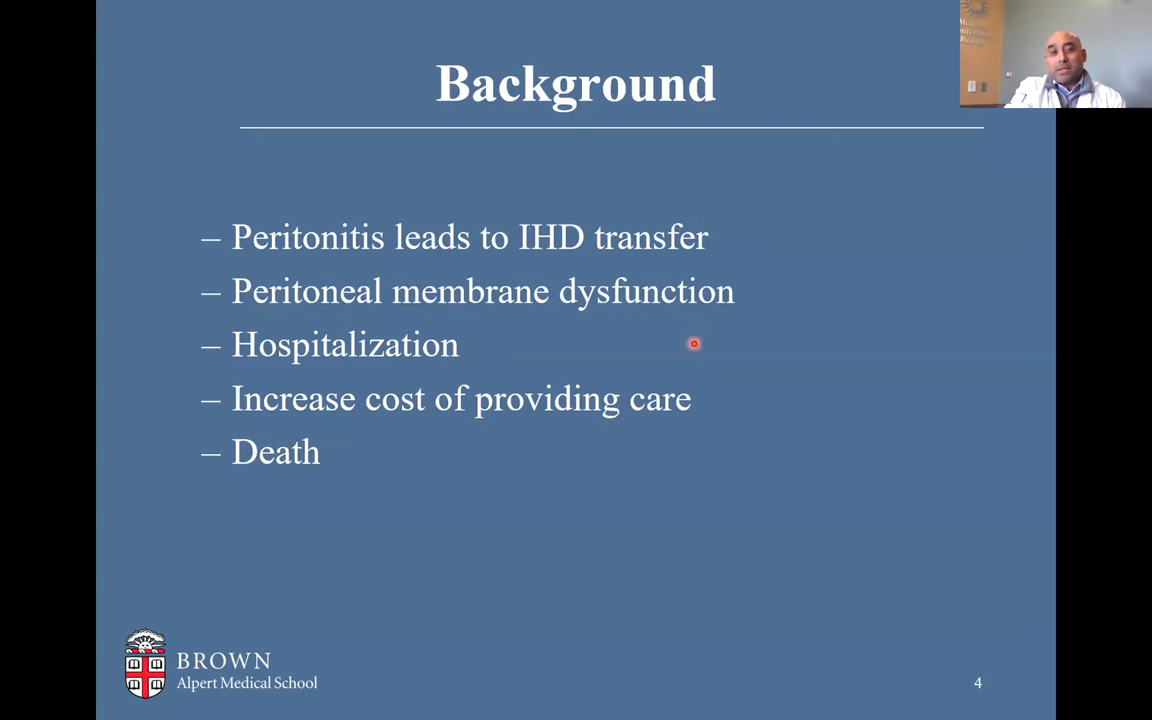 Background
– Peritonitis leads to IHD transfer
– Peritoneal membrane dysfunction
– Hospitalization
– Increase cost of providing care
– Death
BROWN
Alpert Medical School
4